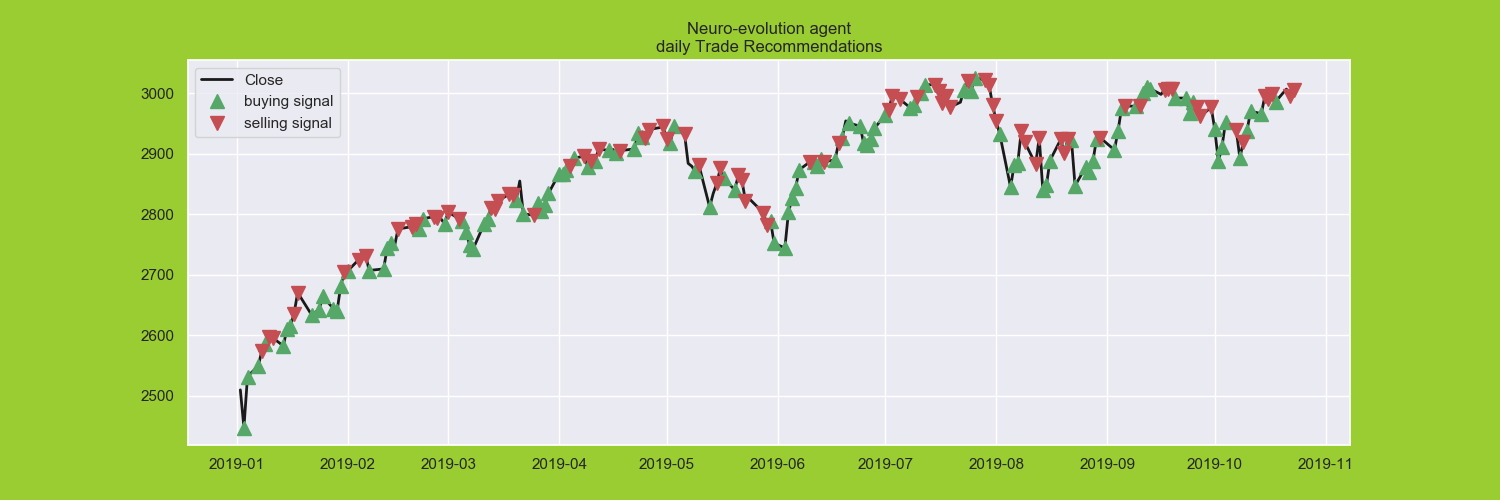 Neuro-evolution agent
daily Trade Recommendations
Close
buying signal
selling signal
3000
2900
2800
2700
2600
2500
2019-01 2019-02 2019-03 2019-04 2019-05 2019-06 2019-07 2019-08 2019-09 2019-10 2019-11